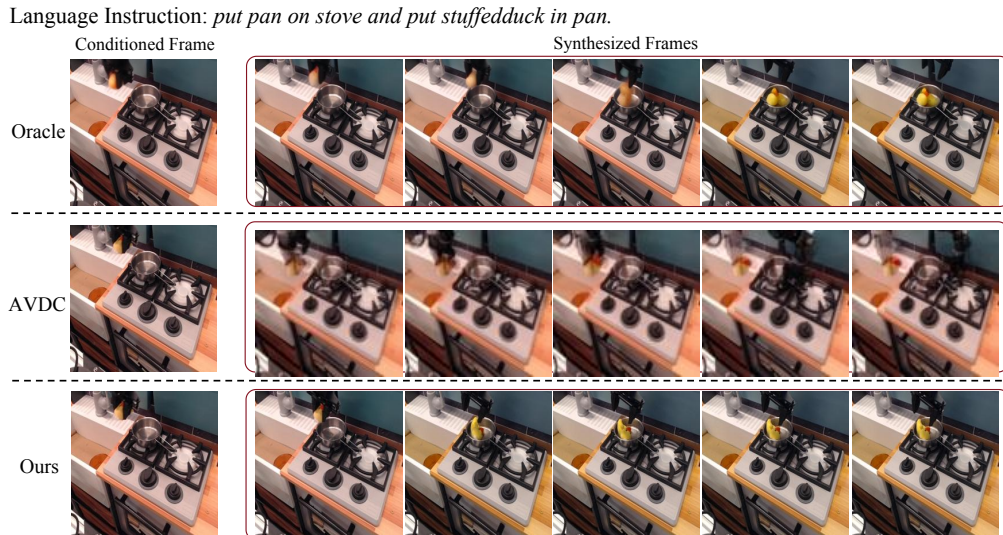 Language Instruction: put pan on stove and put stuffedduck in pan.
Conditioned Frame
Synthesized Frames
Oracle
AVDC
Ours